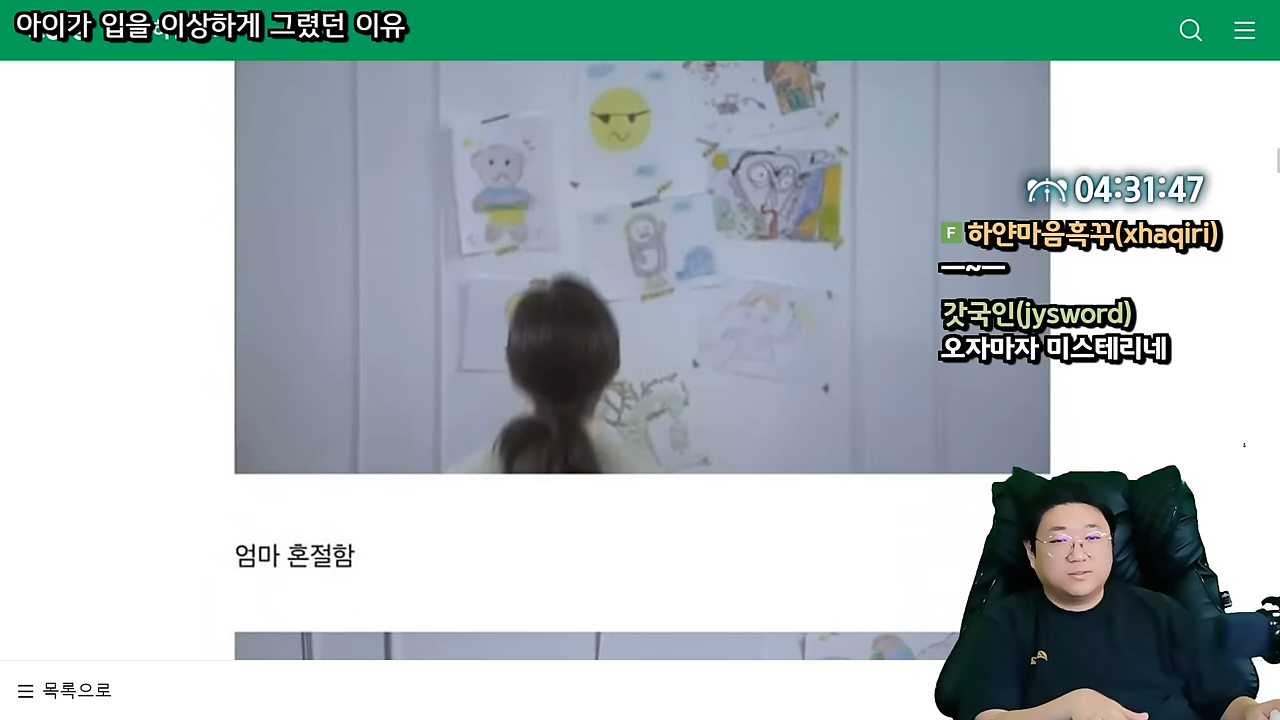 아이가 입을 이상하게 그렸던 이유
04:31:47
F 하얀마음흑꾸(xhaqiri)
ㅡ~ㅡ
갓국인(jysword)
오자마자 미스테리네
엄마 혼절함
목록으로